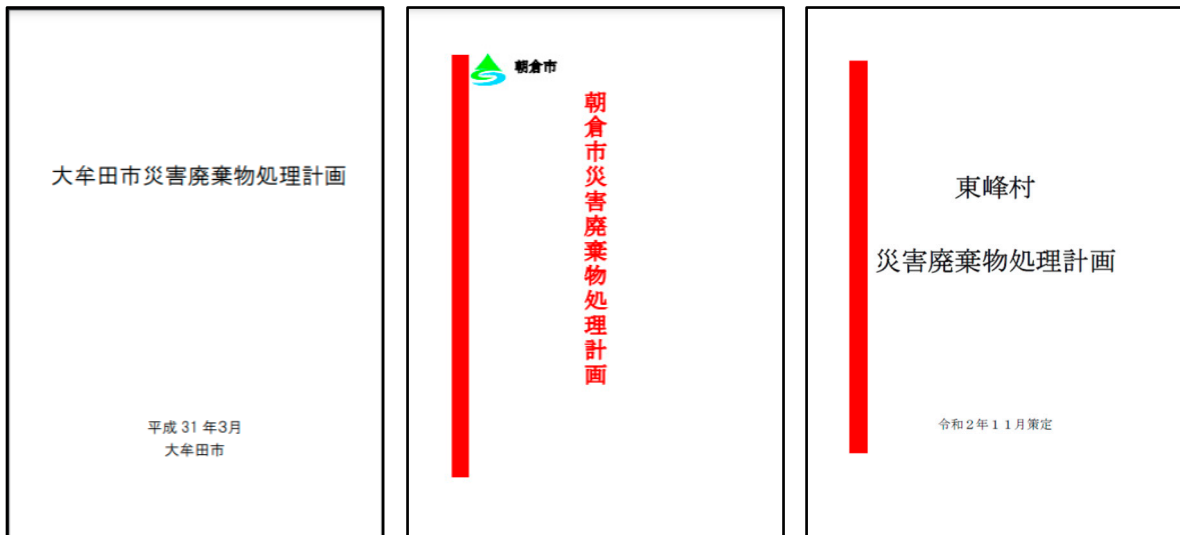 大牟田市災害廃棄物処理計画
平成 31 年3月
大牟田市
朝倉市
朝倉市災害廃棄物処理計画
東峰村
災害廃棄物処理計画
令和２年１１月策定